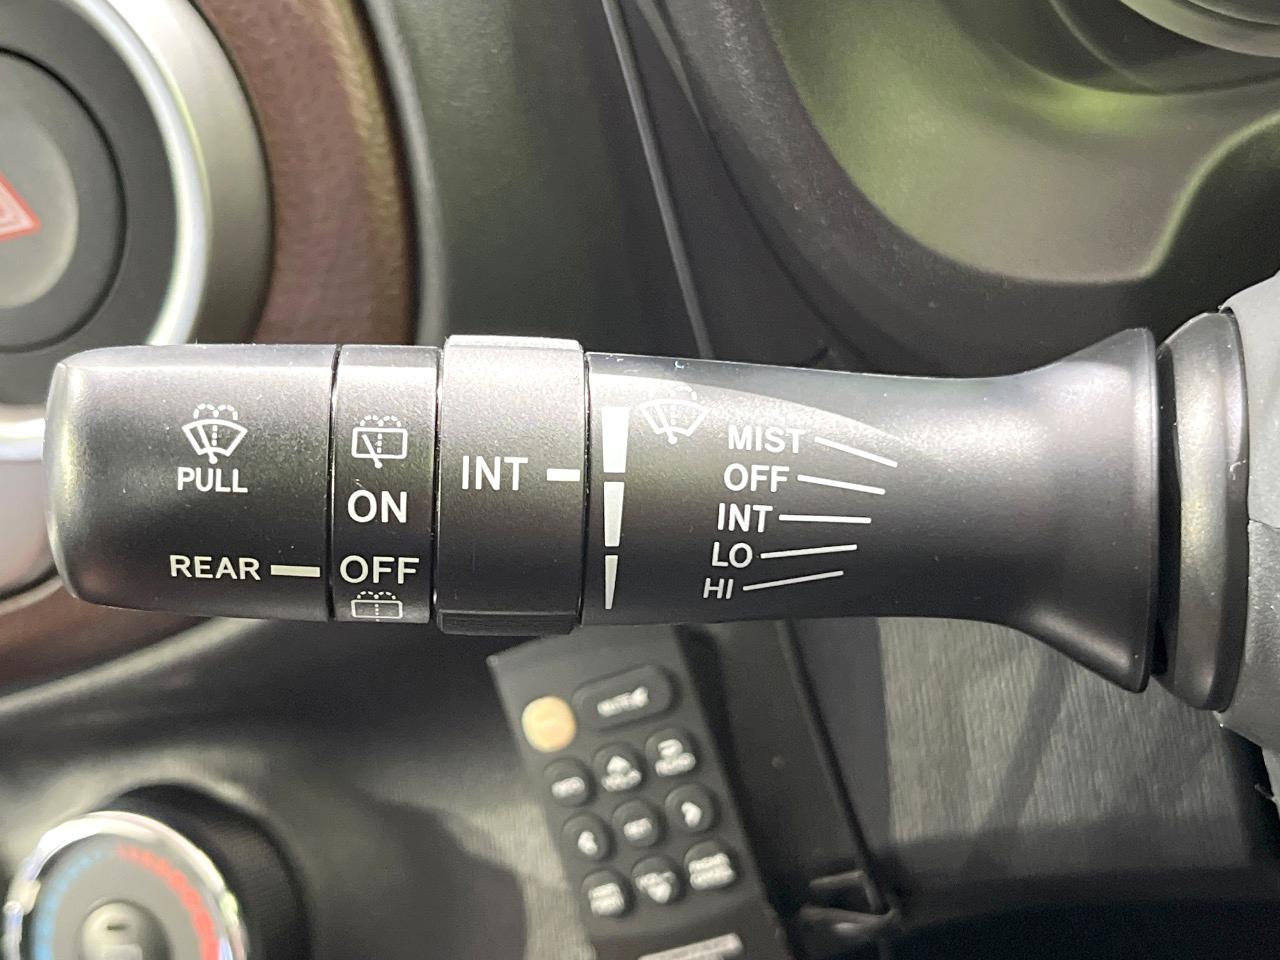 PULL
REAR
ON
OFF
INT
MIST
OFF
INT
LO
HI